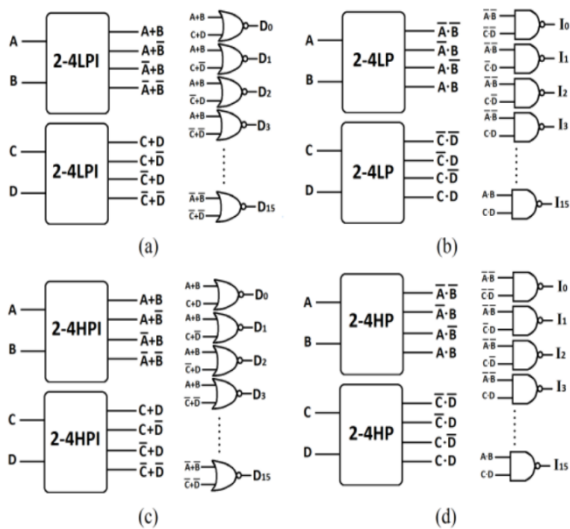 A
B
2-4LPI
A+B
A+B̅
A̅+B
A̅+B̅
C
D
2-4LPI
C+D
C+D̅
C̅+D
C̅+D̅
A+B
C+D
D0
A+B
C+D̅
D1
A+B
C̅+D
D2
A+B
C̅+D̅
D3
A̅+B̅
C̅+D̅
D15
(a)
A
B
2-4LP
A̅·B̅
A̅·B
A·B̅
A·B
C
D
2-4LP
C̅·D̅
C̅·D
C·D̅
C·D
A̅·B̅
C̅·D̅
I0
A̅·B̅
C̅·D
I1
A̅·B̅
C·D̅
I2
A̅·B̅
C·D
I3
A·B
C·D
I15
(b)
A
B
2-4HPI
A+B
A+B̅
A̅+B
A̅+B̅
C
D
2-4HPI
C+D
C+D̅
C̅+D
C̅+D̅
A+B
C+D
D0
A+B
C+D̅
D1
A+B
C̅+D
D2
A+B
C̅+D̅
D3
A̅+B̅
C̅+D̅
D15
(c)
A
B
2-4HP
A̅·B̅
A̅·B
A·B̅
A·B
C
D
2-4HP
C̅·D̅
C̅·D
C·D̅
C·D
A̅·B̅
C̅·D̅
I0
A̅·B̅
C̅·D
I1
A̅·B̅
C·D̅
I2
A̅·B̅
C·D
I3
A·B
C·D
I15
(d)